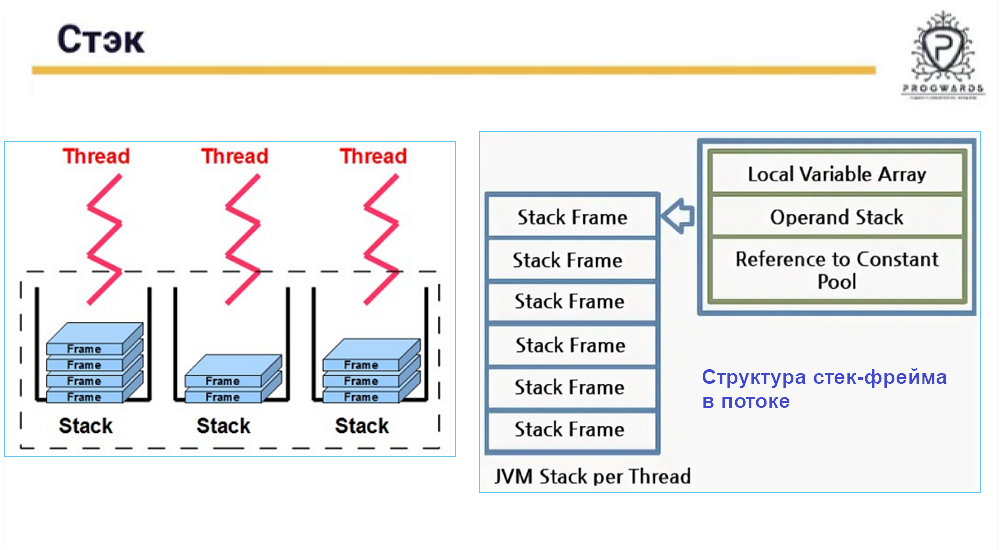 Стэк
PROGWARDS
Thread
Thread
Thread
Frame
Frame
Frame
Frame
Frame
Frame
Frame
Frame
Frame
Stack
Stack
Stack
Stack Frame
Stack Frame
Stack Frame
Stack Frame
Stack Frame
Stack Frame
JVM Stack per Thread
Local Variable Array
Operand Stack
Reference to Constant
Pool
Структура стек-фрейма
в потоке